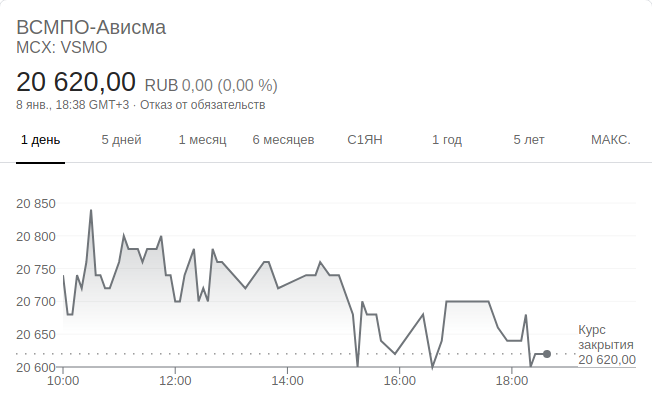 ВСМПО-Ависма
MCX: VSMO
20 620,00 RUB 0,00 (0,00 %)
8 янв., 18:38 GMT+3 · Отказ от обязательств
1 день 5 дней 1 месяц 6 месяцев С1ЯН 1 год 5 лет МАКС.
20 850
20 800
20 750
20 700
20 650
20 600
Курс
закрытия
20 620,00
10:00 12:00 14:00 16:00 18:00